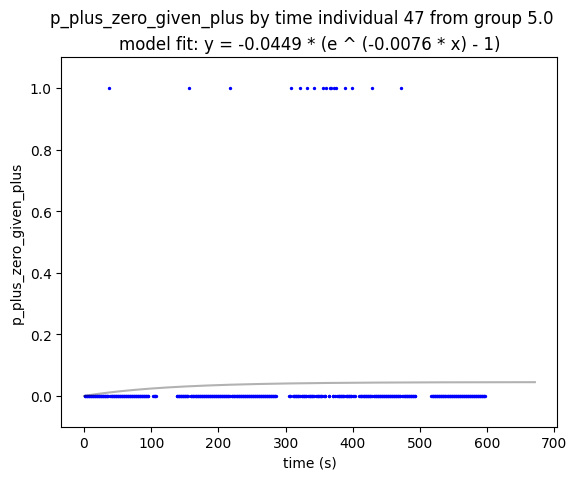 p_plus_zero_given_plus by time individual 47 from group 5.0
model fit: y = -0.0449 * (e ^ (-0.0076 * x) - 1)
1.0
0.8
0.6
0.4
0.2
0.0
p_plus_zero_given_plus
0 100 200 300 400 500 600 700
time (s)